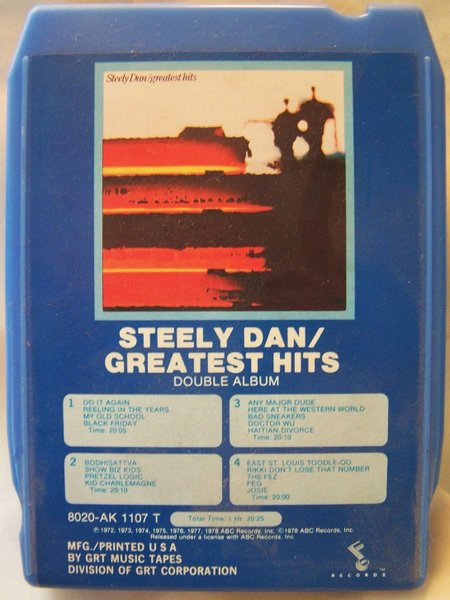 Steely Dan/greatest hits
STEELY DAN/
GREATEST HITS
DOUBLE ALBUM
1 DO IT AGAIN
REELING IN THE YEARS
MY OLD SCHOOL
BLACK FRIDAY
Time: 20:05
3 ANY MAJOR DUDE
HERE AT THE WESTERN WORLD
BAD SNEAKERS
DOCTOR WU
HAITIAN DIVORCE
Time: 20:10
2 BODHISATTVA
SHOW BIZ KIDS
PRETZEL LOGIC
KID CHARLEMAGNE
Time: 20:10
4 EAST ST. LOUIS TOODLE-OO
RIKKI DON'T LOSE THAT NUMBER
THE FEZ
PEG
JOSIE
Time: 20:00
8020-AK 1107 T
Total Time: 1 Hr. 20:25
℗ 1972, 1973, 1974, 1975, 1976, 1977, 1978 ABC Records, Inc. ©1978 ABC Records, Inc.
Released under a license with ABC Records, Inc
MFG./PRINTED U S A
BY GRT MUSIC TAPES
DIVISION OF GRT CORPORATION
RECORDS